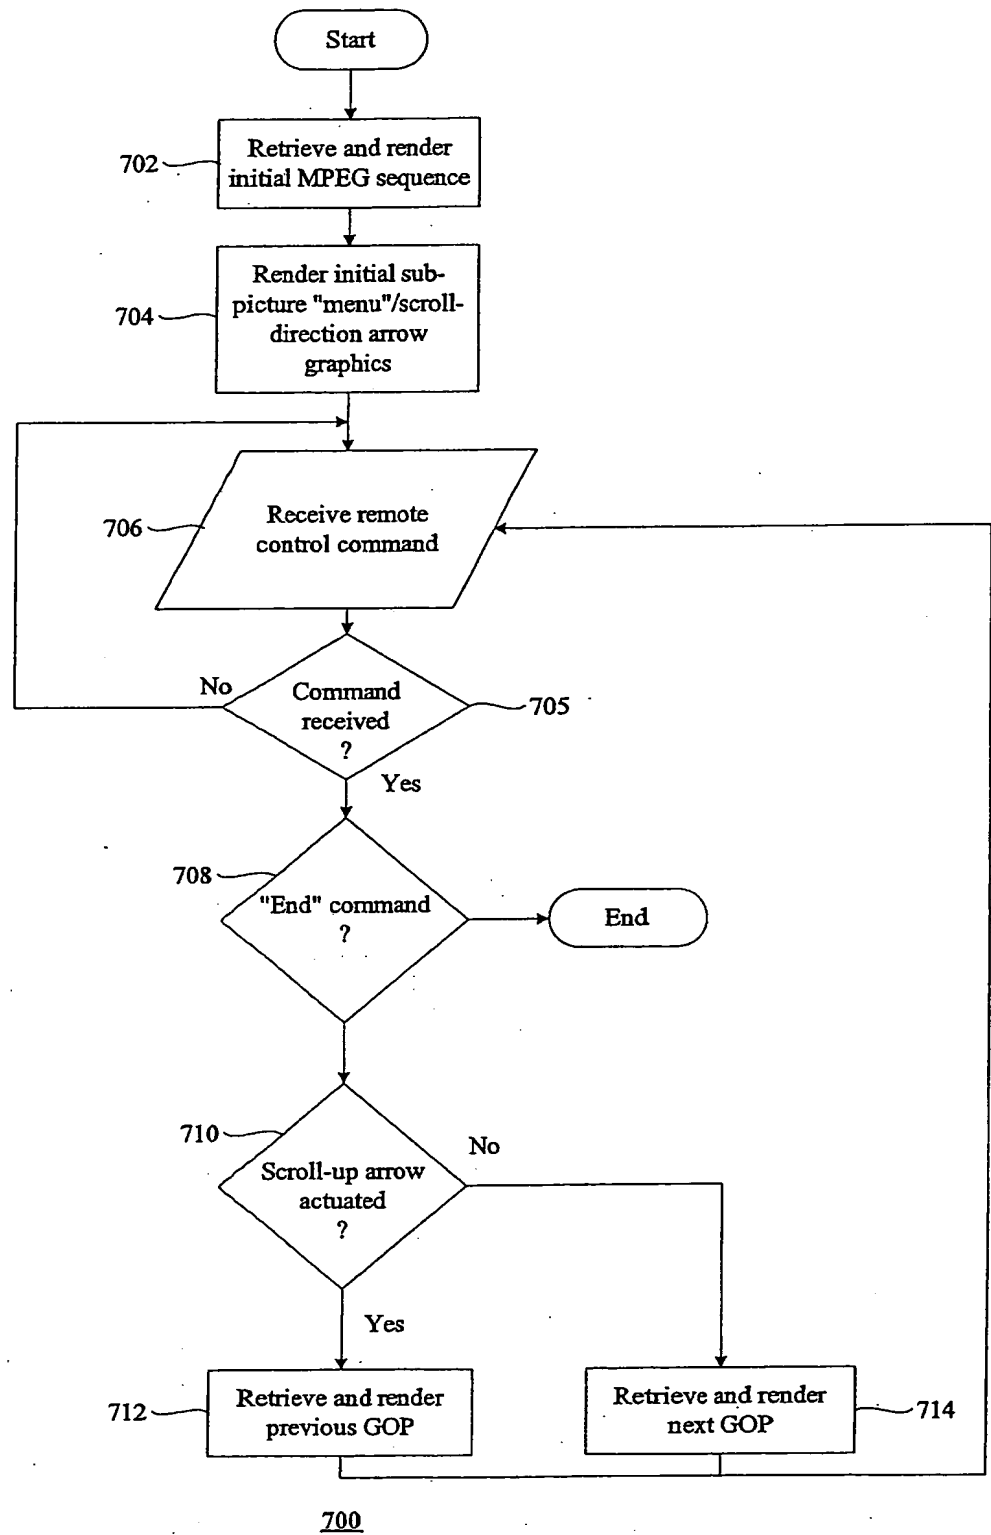 Start
702
Retrieve and render
initial MPEG sequence
704
Render initial sub-
picture "menu"/scroll-
direction arrow
graphics
706
Receive remote
control command
No
Command
received
?
705
Yes
708
"End" command
?
End
710
Scroll-up arrow
actuated
?
No
Yes
712
Retrieve and render
previous GOP
Retrieve and render
next GOP
714
700